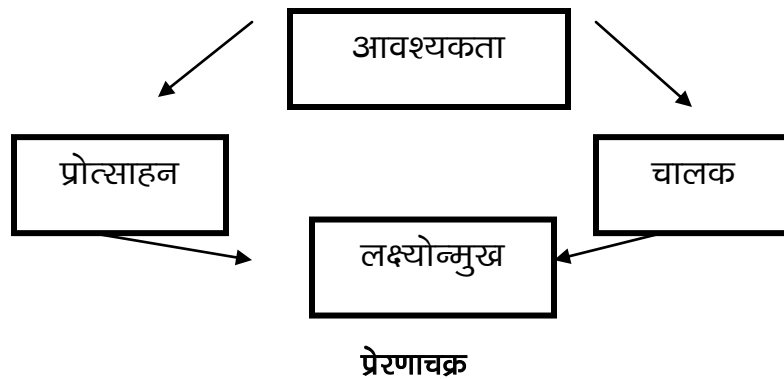 आवश्यकता
प्रोत्साहन
चालक
लक्ष्योन्मुख
प्रेरणाचक्र